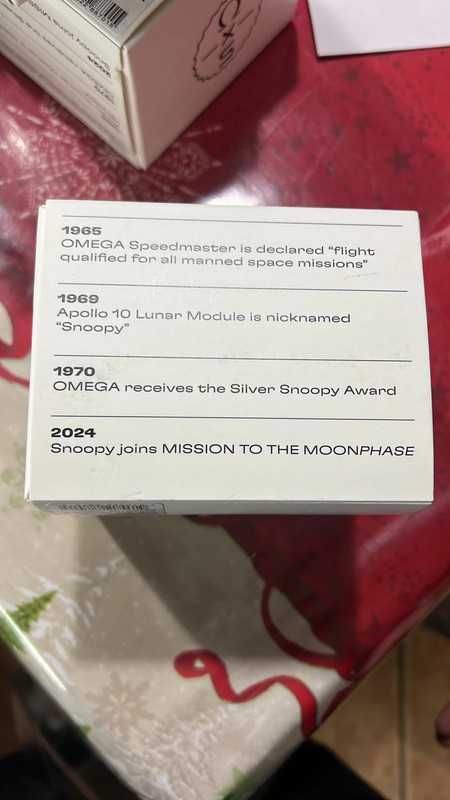 1965
OMEGA Speedmaster is declared “flight
qualified for all manned space missions”
1969
Apollo 10 Lunar Module is nicknamed
“Snoopy”
1970
OMEGA receives the Silver Snoopy Award
2024
Snoopy joins MISSION TO THE MOONPHASE